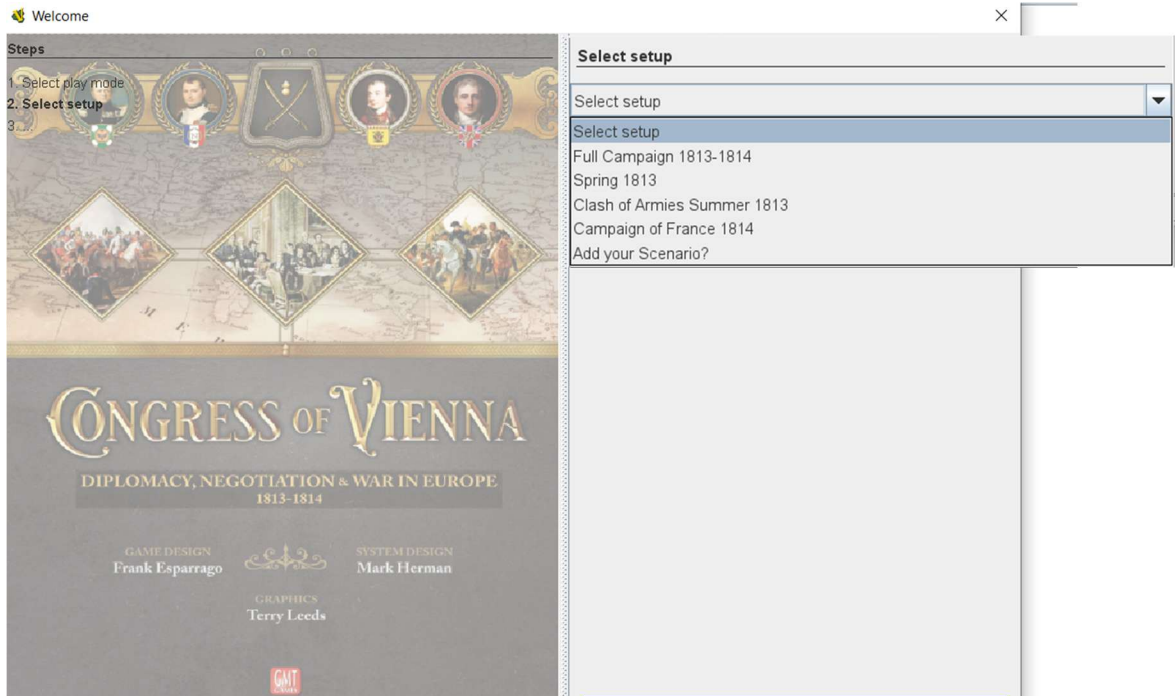 Welcome
Steps
1. Select play mode
2. Select setup
3. ...
CONGRESS OF VIENNA
DIPLOMACY, NEGOTIATION & WAR IN EUROPE
1813-1814
GAME DESIGN
Frank Esparrago
SYSTEM DESIGN
Mark Herman
GRAPHICS
Terry Leeds
GMT
GAMES
Select setup
Select setup
Select setup
Full Campaign 1813-1814
Spring 1813
Clash of Armies Summer 1813
Campaign of France 1814
Add your Scenario?